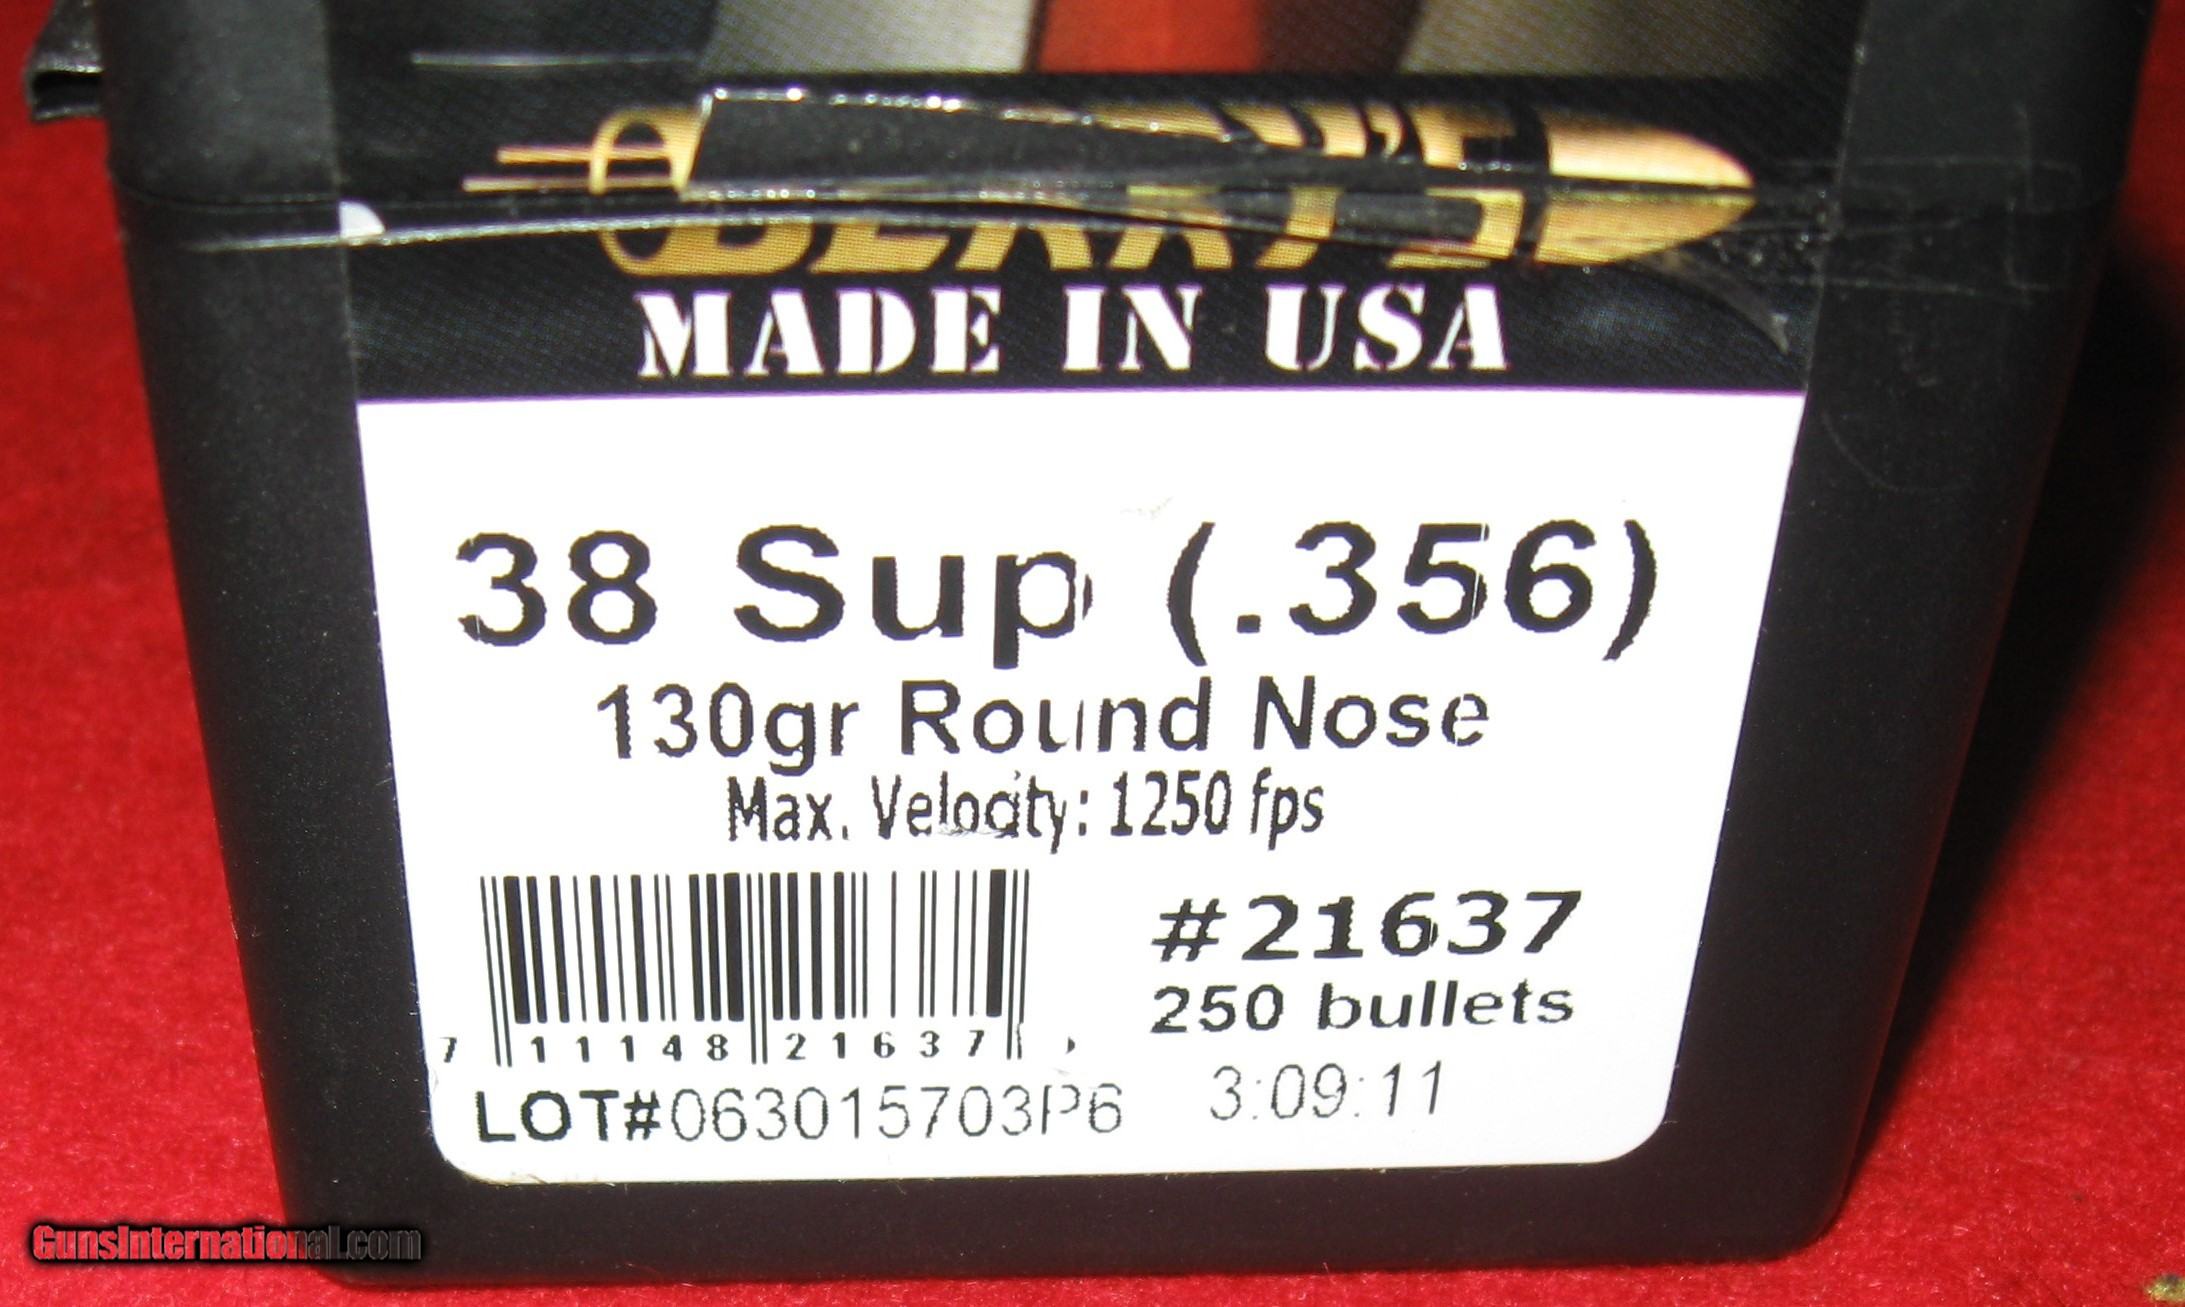 BERRY'S
MADE IN USA
38 Sup (.356)
130gr Round Nose
Max. Velocity: 1250 fps
#21637
250 bullets
7 11148 21637
LOT#063015703P6 3:09:11
GunsInternational.com